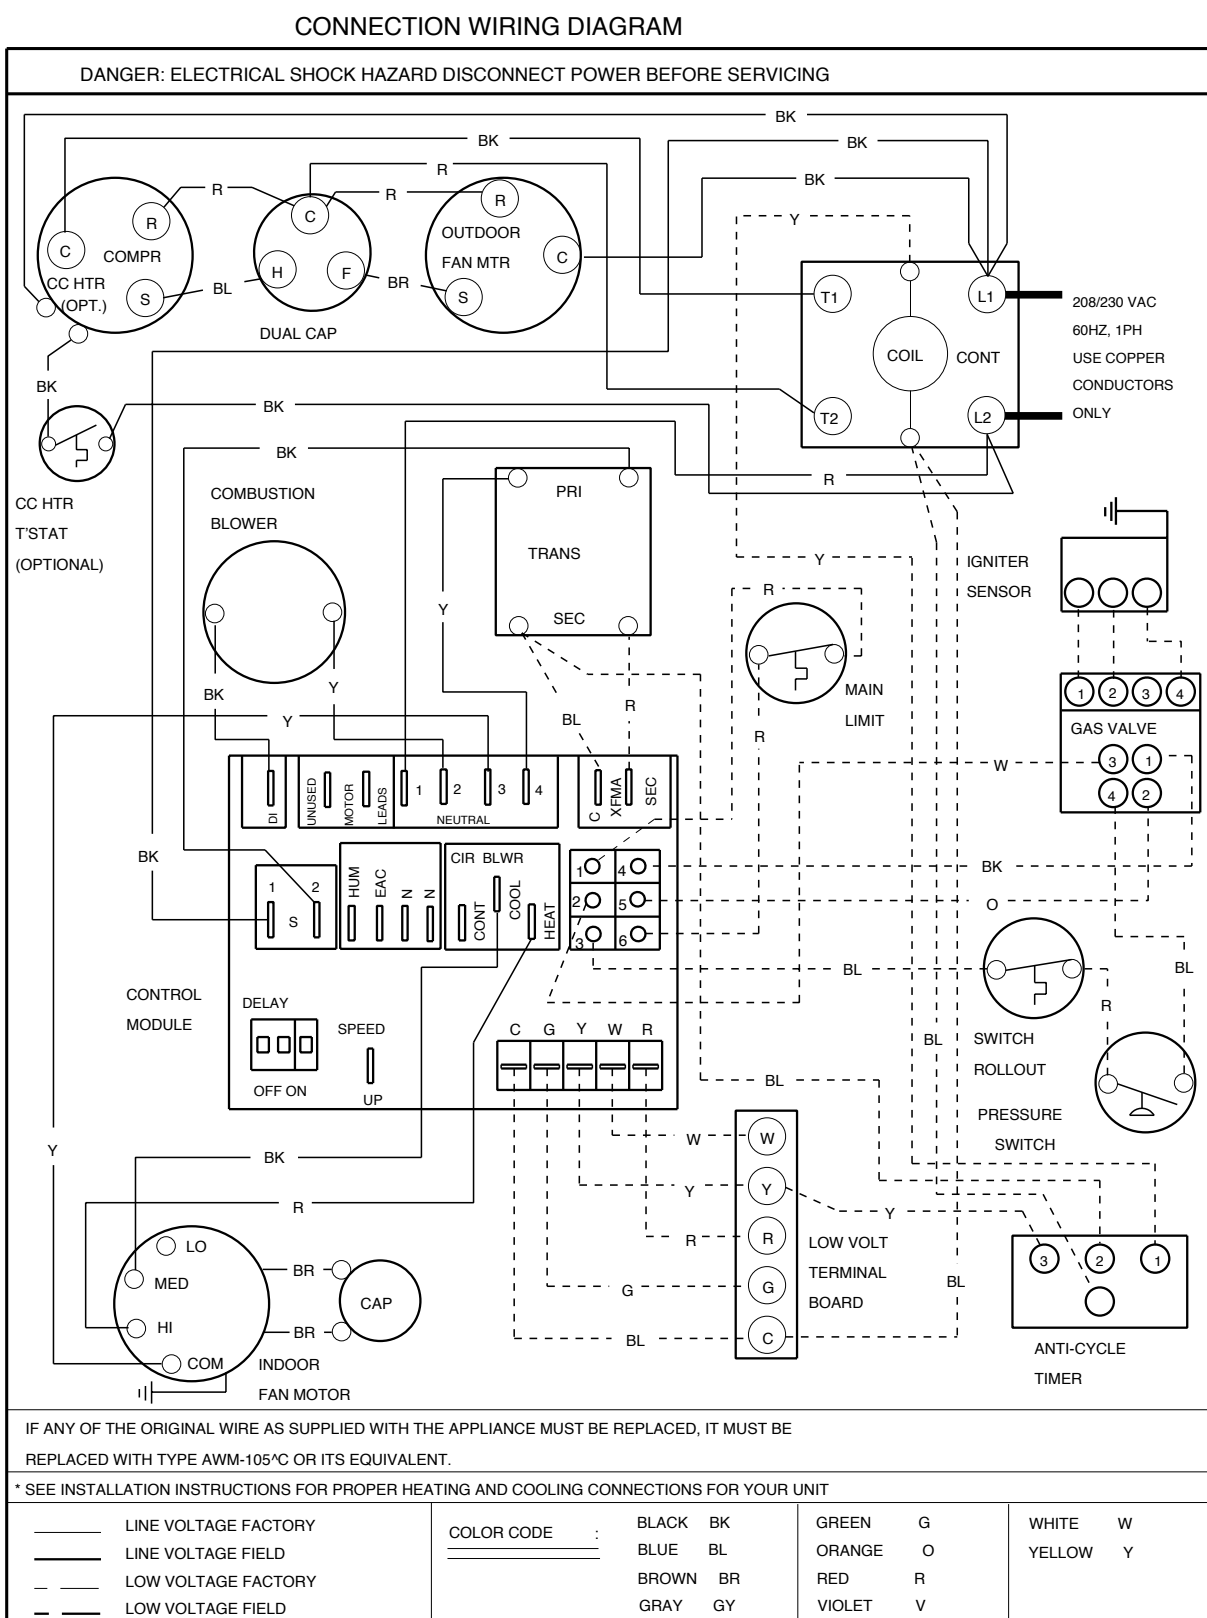 CONNECTION WIRING DIAGRAM
DANGER: ELECTRICAL SHOCK HAZARD DISCONNECT POWER BEFORE SERVICING
BK
BK
BK
R
BK
R
R
Y
C
R
COMPR
CC HTR
(OPT.)
S
BL
C
H
F
DUAL CAP
BR
R
OUTDOOR
FAN MTR
C
S
T1
L1
COIL
CONT
T2
L2
208/230 VAC
60HZ, 1PH
USE COPPER
CONDUCTORS
ONLY
BK
BK
BK
R
CC HTR
T'STAT
(OPTIONAL)
COMBUSTION
BLOWER
PRI
TRANS
SEC
Y
Y
R
IGNITER
SENSOR
MAIN
LIMIT
BK
Y
Y
BL
R
R
W
1 2 3 4
GAS VALVE
3 1
4 2
DI
UNUSED
MOTOR
LEADS
1 2 3 4
NEUTRAL
C
XFMA
SEC
BK
1 2
S
HUM
EAC
N
N
CIR BLWR
CONT
COOL
HEAT
1 4
2 5
3 6
BK
O
BL
BL
R
SWITCH
ROLLOUT
PRESSURE
SWITCH
CONTROL
MODULE
DELAY
OFF ON
SPEED
UP
C G Y W R
BL
BL
Y
BK
R
W
Y
R
G
BL
W
Y
R
G
C
LOW VOLT
TERMINAL
BOARD
Y
BL
3 2 1
ANTI-CYCLE
TIMER
LO
MED
HI
COM
BR
BR
CAP
INDOOR
FAN MOTOR
IF ANY OF THE ORIGINAL WIRE AS SUPPLIED WITH THE APPLIANCE MUST BE REPLACED, IT MUST BE
REPLACED WITH TYPE AWM-105^C OR ITS EQUIVALENT.
* SEE INSTALLATION INSTRUCTIONS FOR PROPER HEATING AND COOLING CONNECTIONS FOR YOUR UNIT
LINE VOLTAGE FACTORY
LINE VOLTAGE FIELD
LOW VOLTAGE FACTORY
LOW VOLTAGE FIELD
COLOR CODE :
BLACK BK
BLUE BL
BROWN BR
GRAY GY
GREEN G
ORANGE O
RED R
VIOLET V
WHITE W
YELLOW Y